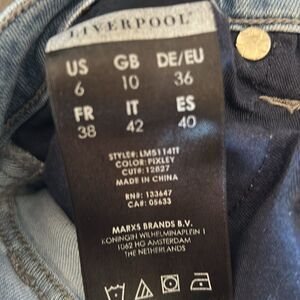 LIVERPOOL
US GB DE/EU
6 10 36
FR IT ES
38 42 40
STYLE#: LM5114TT
COLOR: PIXLEY
CUT#: 12827
MADE IN CHINA
RN#: 133647
CA#: 05633
MARXS BRANDS B.V.
KONINGIN WILHELMINAPLEIN 1
1062 HG AMSTERDAM
THE NETHERLANDS